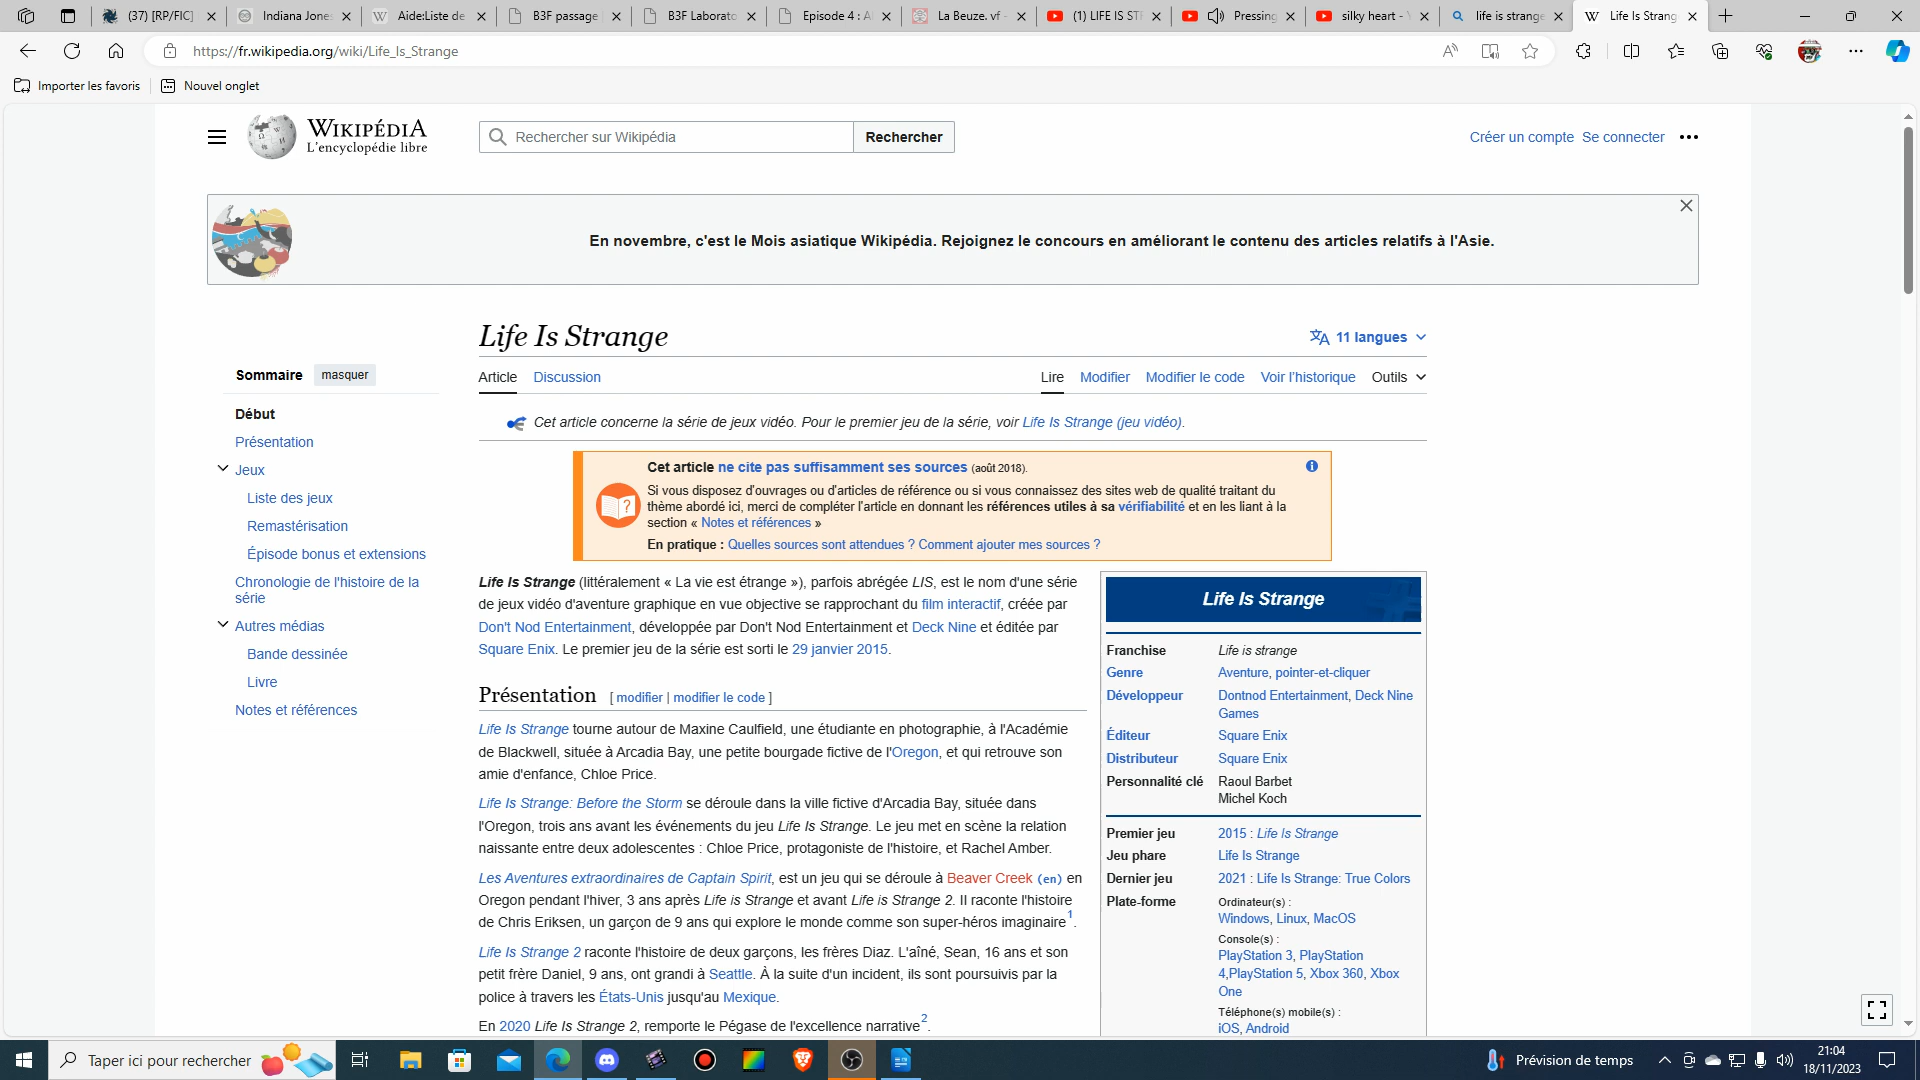 (37) [RP/FIC]
Indiana Jone
Aide:Liste de
B3F passage
B3F Laborato
Episode 4 : A
La Beuze. vf -
(1) LIFE IS STR
Pressing
silky heart - Y
life is strange
Life Is Strang
https://fr.wikipedia.org/wiki/Life_Is_Strange
Importer les favoris
Nouvel onglet
WIKIPÉDIA
L'encyclopédie libre
Rechercher sur Wikipédia
Rechercher
Créer un compte Se connecter
En novembre, c'est le Mois asiatique Wikipédia. Rejoignez le concours en améliorant le contenu des articles relatifs à l'Asie.
Sommaire masquer
Début
Présentation
Jeux
Liste des jeux
Remastérisation
Épisode bonus et extensions
Chronologie de l'histoire de la
série
Autres médias
Bande dessinée
Livre
Notes et références
Life Is Strange
11 langues
Article Discussion
Lire Modifier Modifier le code Voir l'historique Outils
Cet article concerne la série de jeux vidéo. Pour le premier jeu de la série, voir Life Is Strange (jeu vidéo).
Cet article ne cite pas suffisamment ses sources (août 2018).
Si vous disposez d'ouvrages ou d'articles de référence ou si vous connaissez des sites web de qualité traitant du
thème abordé ici, merci de compléter l'article en donnant les références utiles à sa vérifiabilité et en les liant à la
section « Notes et références »
En pratique : Quelles sources sont attendues ? Comment ajouter mes sources ?
Life Is Strange (littéralement « La vie est étrange »), parfois abrégée LIS, est le nom d'une série
de jeux vidéo d'aventure graphique en vue objective se rapprochant du film interactif, créée par
Don't Nod Entertainment, développée par Don't Nod Entertainment et Deck Nine et éditée par
Square Enix. Le premier jeu de la série est sorti le 29 janvier 2015.
Présentation [ modifier | modifier le code ]
Life Is Strange tourne autour de Maxine Caulfield, une étudiante en photographie, à l'Académie
de Blackwell, située à Arcadia Bay, une petite bourgade fictive de l'Oregon, et qui retrouve son
amie d'enfance, Chloe Price.
Life Is Strange: Before the Storm se déroule dans la ville fictive d'Arcadia Bay, située dans
l'Oregon, trois ans avant les événements du jeu Life Is Strange. Le jeu met en scène la relation
naissante entre deux adolescentes : Chloe Price, protagoniste de l'histoire, et Rachel Amber.
Les Aventures extraordinaires de Captain Spirit, est un jeu qui se déroule à Beaver Creek (en) en
Oregon pendant l'hiver, 3 ans après Life is Strange et avant Life is Strange 2. Il raconte l'histoire
de Chris Eriksen, un garçon de 9 ans qui explore le monde comme son super-héros imaginaire1.
Life Is Strange 2 raconte l'histoire de deux garçons, les frères Diaz. L'aîné, Sean, 16 ans et son
petit frère Daniel, 9 ans, ont grandi à Seattle. À la suite d'un incident, ils sont poursuivis par la
police à travers les États-Unis jusqu'au Mexique.
En 2020 Life Is Strange 2, remporte le Pégase de l'excellence narrative2.
Life Is Strange
Franchise Life is strange
Genre Aventure, pointer-et-cliquer
Développeur Dontnod Entertainment, Deck Nine
Games
Éditeur Square Enix
Distributeur Square Enix
Personnalité clé Raoul Barbet
Michel Koch
Premier jeu 2015 : Life Is Strange
Jeu phare Life Is Strange
Dernier jeu 2021 : Life Is Strange: True Colors
Plate-forme Ordinateur(s) :
Windows, Linux, MacOS
Console(s) :
PlayStation 3, PlayStation
4,PlayStation 5, Xbox 360, Xbox
One
Téléphone(s) mobile(s) :
iOS, Android
Taper ici pour rechercher
Prévision de temps
21:04
18/11/2023